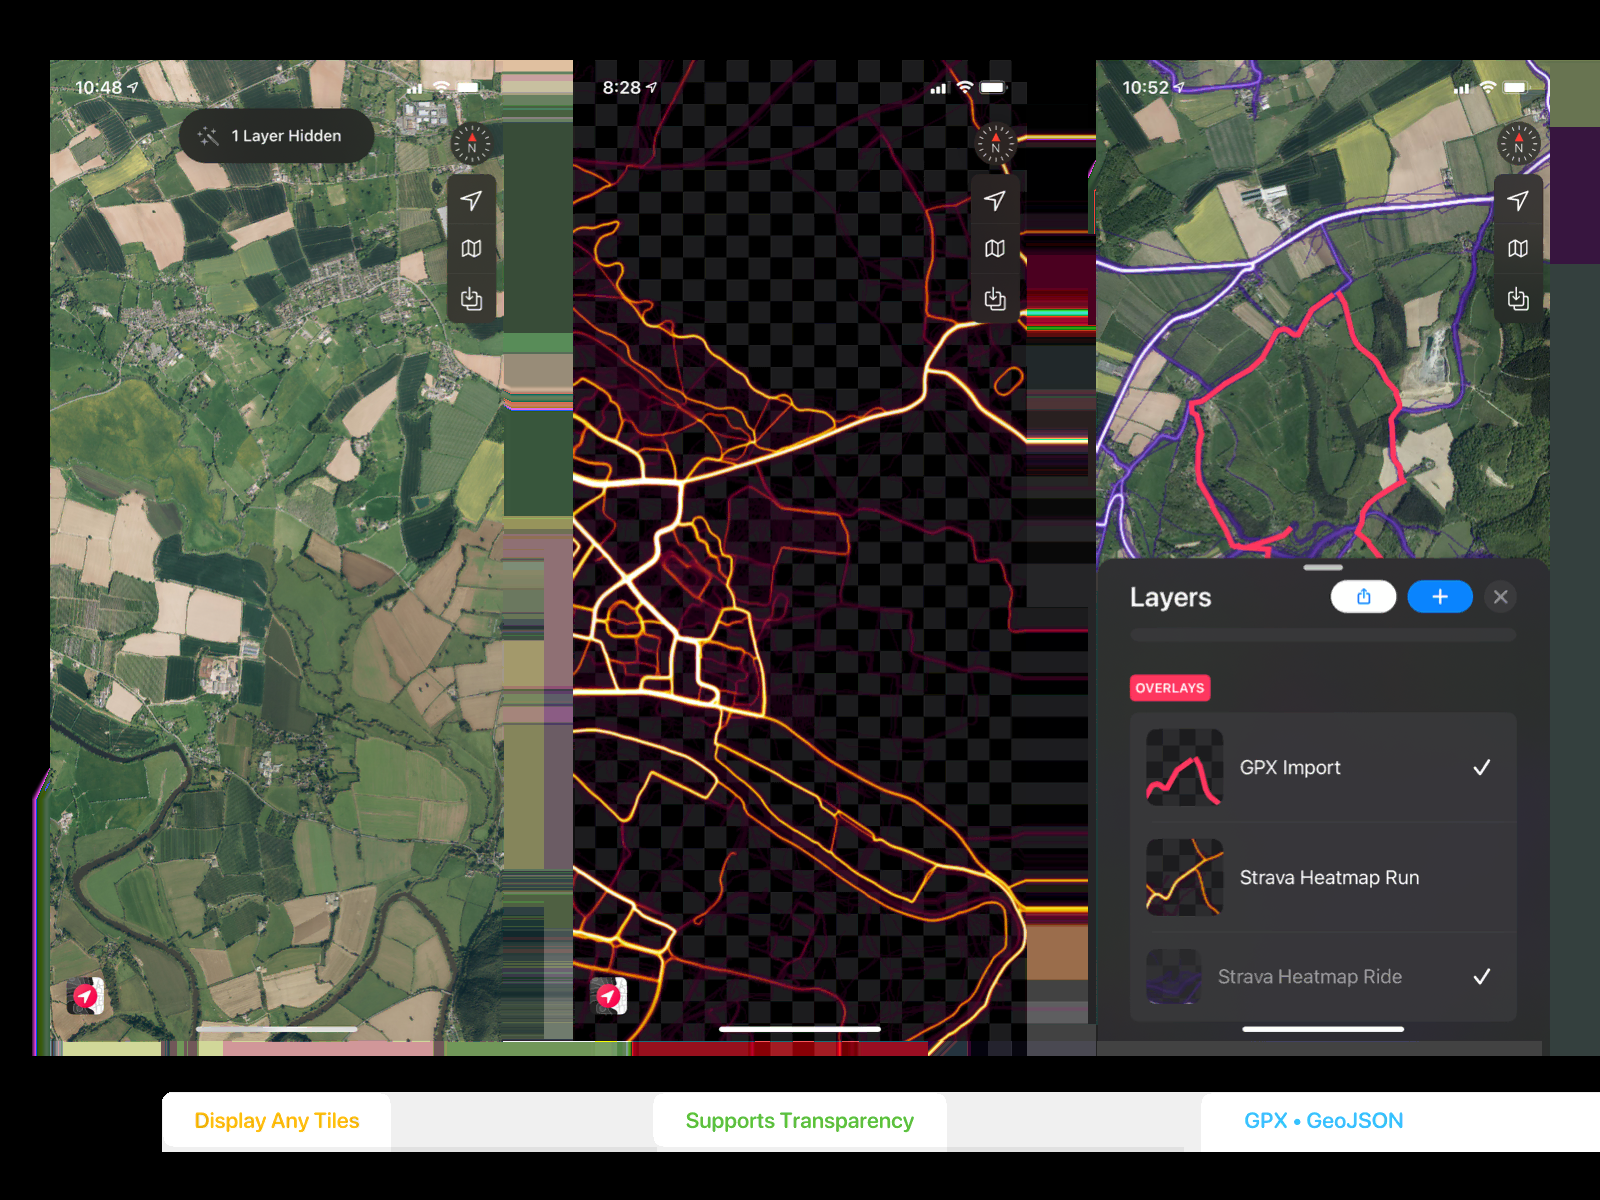 10:48
1 Layer Hidden
N
8:28
N
10:52
N
Layers
OVERLAYS
GPX Import
Strava Heatmap Run
Strava Heatmap Ride
Display Any Tiles
Supports Transparency
GPX • GeoJSON